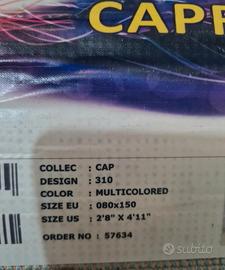 CAPR
COLLEC : CAP
DESIGN : 310
COLOR : MULTICOLORED
SIZE EU : 080x150
SIZE US : 2'8" X 4'11"
ORDER NO : 57634
subito